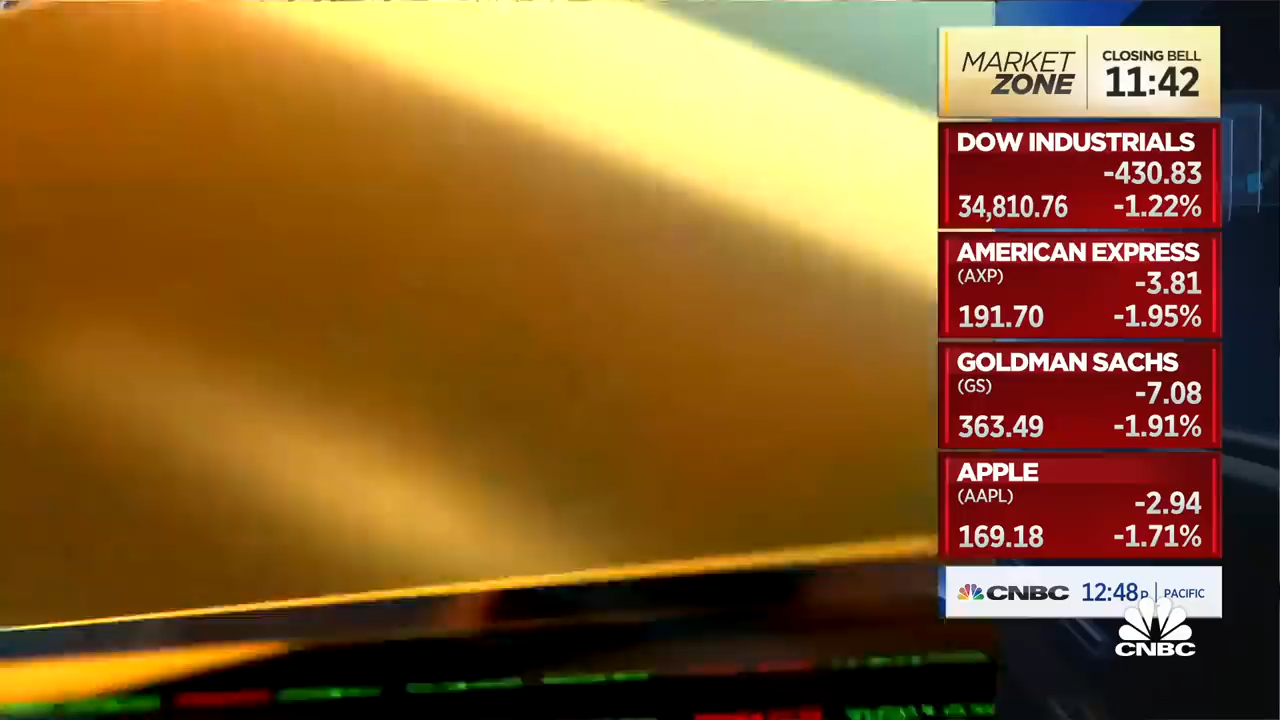 MARKET
ZONE
CLOSING BELL
11:42
DOW INDUSTRIALS
-430.83
34,810.76 -1.22%
AMERICAN EXPRESS
(AXP)
-3.81
191.70 -1.95%
GOLDMAN SACHS
(GS)
-7.08
363.49 -1.91%
APPLE
(AAPL)
-2.94
169.18 -1.71%
CNBC 12:48P PACIFIC
CNBC